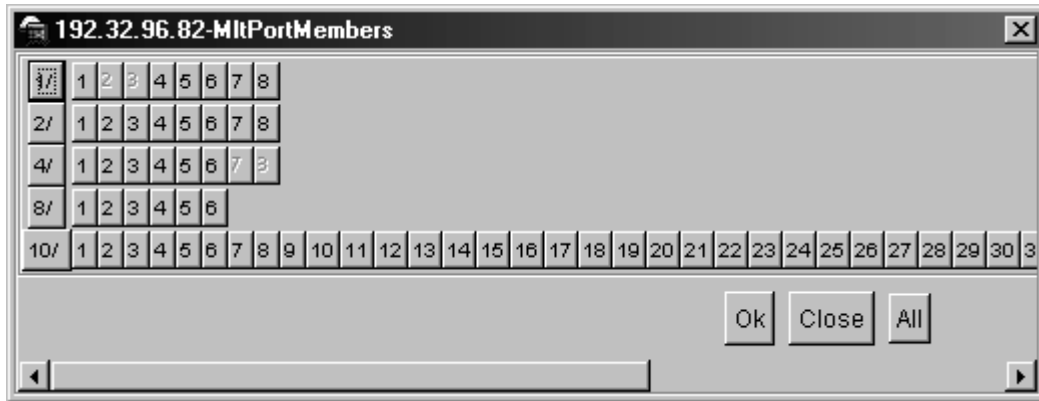 192.32.96.82-MltPortMembers
1/ 1 2 3 4 5 6 7 8
2/ 1 2 3 4 5 6 7 8
4/ 1 2 3 4 5 6 7 8
8/ 1 2 3 4 5 6
10/ 1 2 3 4 5 6 7 8 9 10 11 12 13 14 15 16 17 18 19 20 21 22 23 24 25 26 27 28 29 30 3
Ok Close All